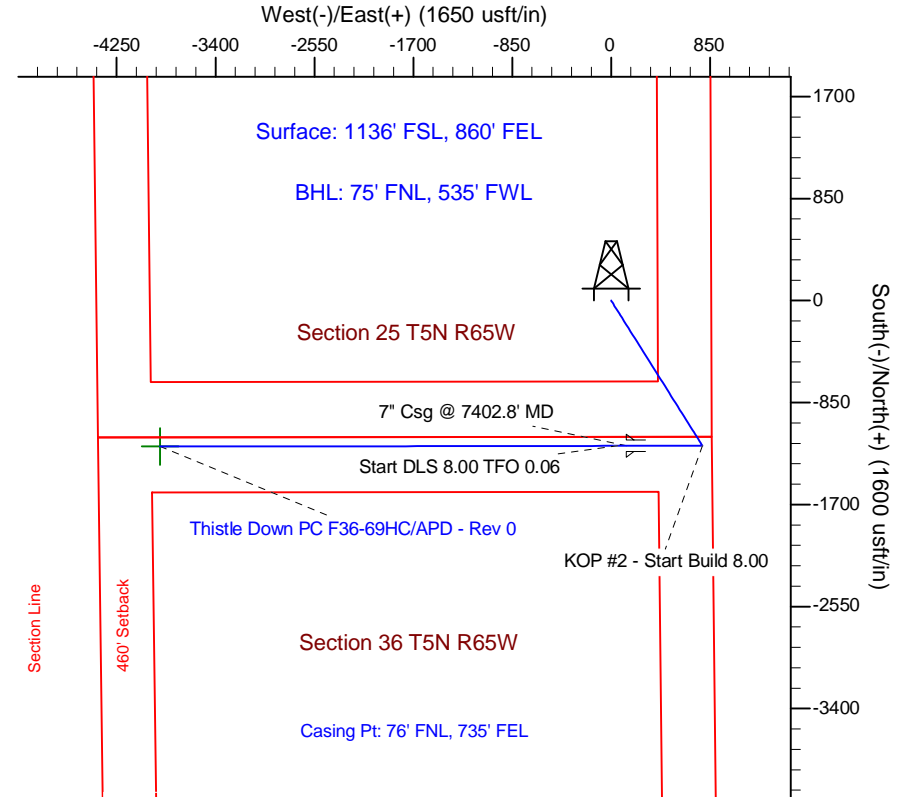 West(-)/East(+) (1650 usft/in)
-4250 -3400 -2550 -1700 -850 0 850
1700
Surface: 1136' FSL, 860' FEL
BHL: 75' FNL, 535' FWL
850
0
South(-)/North(+) (1600 usft/in)
Section 25 T5N R65W
-850
7" Csg @ 7402.8' MD
Start DLS 8.00 TFO 0.06
-1700
Thistle Down PC F36-69HC/APD - Rev 0
KOP #2 - Start Build 8.00
-2550
Section Line
460' Setback
Section 36 T5N R65W
-3400
Casing Pt: 76' FNL, 735' FEL